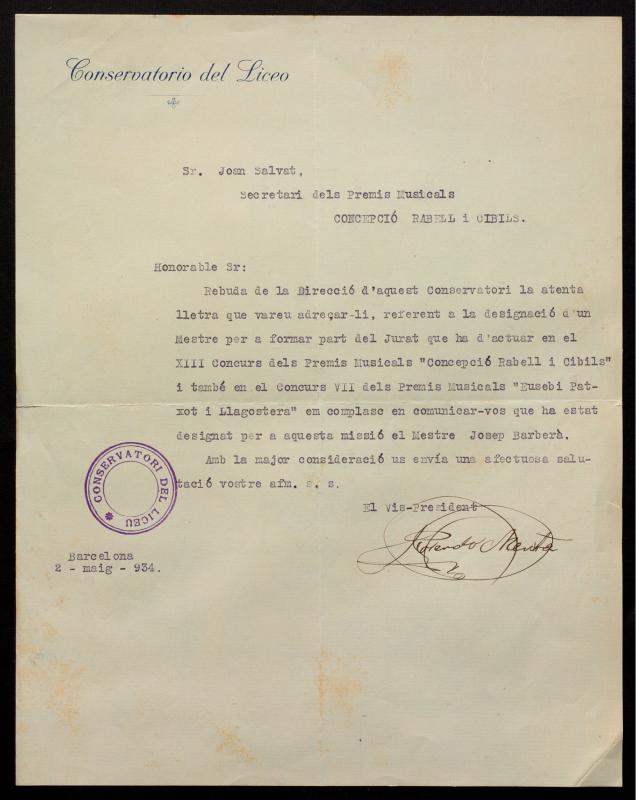 Conservatorio del Liceo
Sr. Joan Salvat,
Secretari dels Premis Musicals
CONCEPCIÓ RABELL i CIBILS.
Honorable Sr:
Rebuda de la Direcció d'aquest Conservatori la atenta
lletra que vareu adreçar-li, referent a la designació d'un
Mestre per a formar part del Jurat que ha d'actuar en el
XIII Concurs dels Premis Musicals "Concepció Rabell i Cibils"
i també en el Concurs VII dels Premis Musicals "Eusebi Pat-
xot i Llagostera" em complasc en comunicar-vos que ha estat
designat per a aquesta missió el Mestre Josep Barberà.
Amb la major consideració us envía una afectuosa salu-
tació vostre afm. s. s.
CONSERVATORI DEL LICEU
El Vis-President
Barcelona
2 - maig - 934.